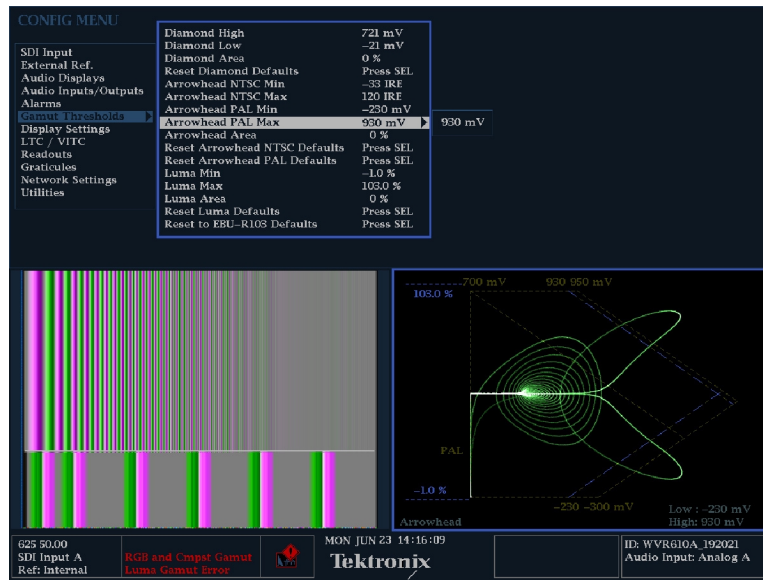 CONFIG MENU
SDI Input
External Ref.
Audio Displays
Audio Inputs/Outputs
Alarms
Gamut Thresholds
Display Settings
LTC / VITC
Readouts
Graticules
Network Settings
Utilities
Diamond High 721 mV
Diamond Low −21 mV
Diamond Area 0 %
Reset Diamond Defaults Press SEL
Arrowhead NTSC Min −33 IRE
Arrowhead NTSC Max 120 IRE
Arrowhead PAL Min −230 mV
Arrowhead PAL Max 930 mV
Arrowhead Area 0 %
Reset Arrowhead NTSC Defaults Press SEL
Reset Arrowhead PAL Defaults Press SEL
Luma Min −1.0 %
Luma Max 103.0 %
Luma Area 0 %
Reset Luma Defaults Press SEL
Reset to EBU−R103 Defaults Press SEL
930 mV
700 mV 930 950 mV
103.0 %
PAL
−1.0 %
−230 −300 mV
Low : −230 mV
Arrowhead High: 930 mV
625 50.00
SDI Input A
Ref: Internal
RGB and Cmpst Gamut
Luma Gamut Error
MON JUN 23 14:16:09
Tektronix
ID: WVR610A_192021
Audio Input: Analog A